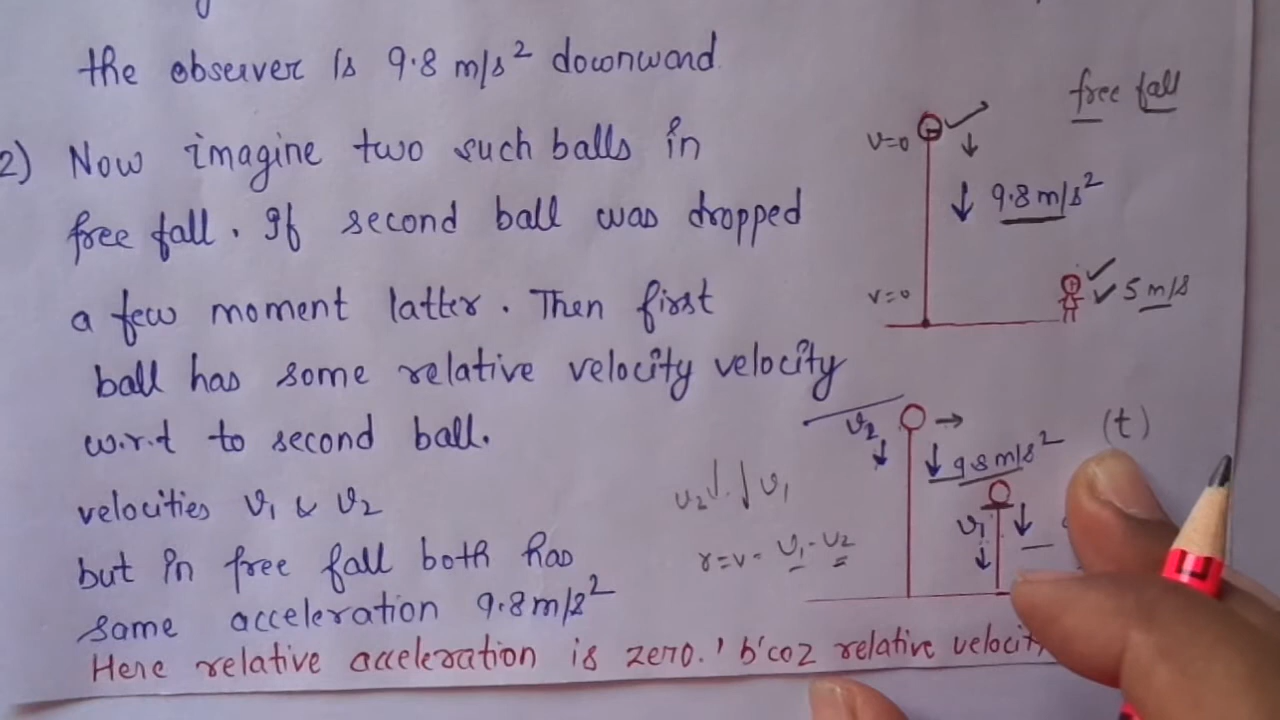 the observer is 9.8 m/s² downward
2) Now imagine two such balls in
free fall. If second ball was dropped
a few moment latter. Then first
ball has some relative velocity velocity
w.r.t to second ball.
velocities v₁ & v₂
but in free fall both has
same acceleration 9.8m/s²
Here relative acceleration is zero. ' b'coz relative velocit
free fall
v=0
9.8 m/s²
v=0
5 m/s
v₂
9.8 m/s²
(t)
v₂ v₁
v₁
r=v= v₁-v₂